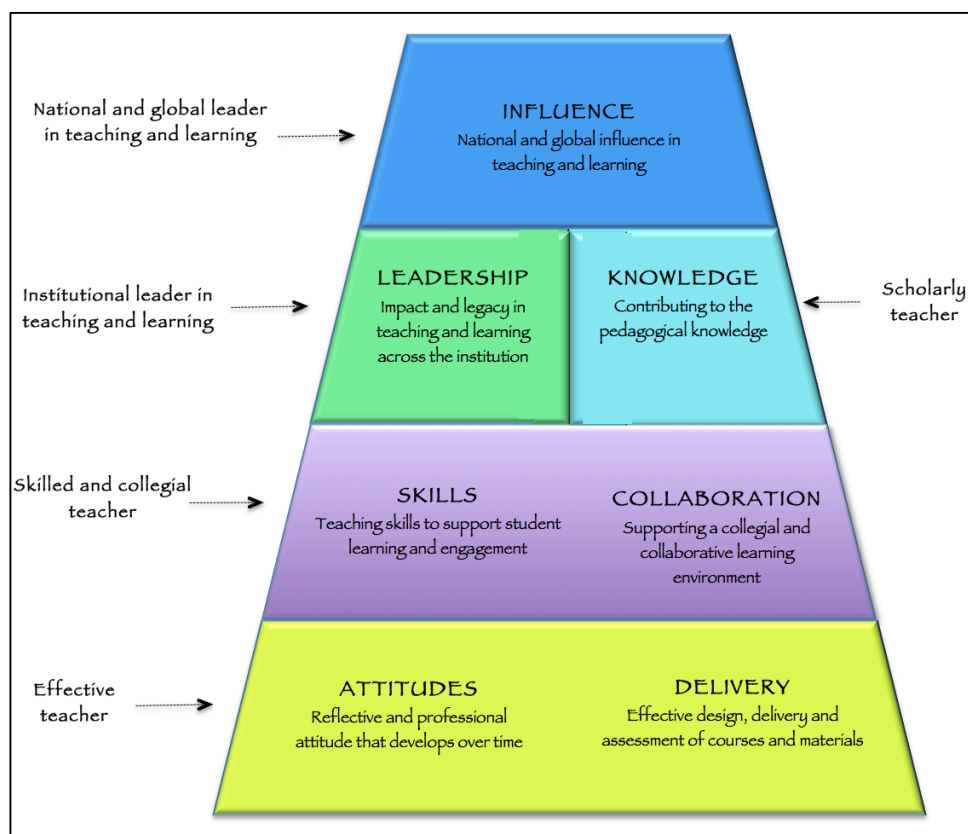 National and global leader
in teaching and learning
INFLUENCE
National and global influence in
teaching and learning
Institutional leader in
teaching and learning
LEADERSHIP
Impact and legacy in
teaching and learning
across the institution
KNOWLEDGE
Contributing to the
pedagogical knowledge
Scholarly
teacher
Skilled and collegial
teacher
SKILLS
Teaching skills to support student
learning and engagement
COLLABORATION
Supporting a collegial and
collaborative learning
environment
Effective
teacher
ATTITUDES
Reflective and professional
attitude that develops over time
DELIVERY
Effective design, delivery and
assessment of courses and materials